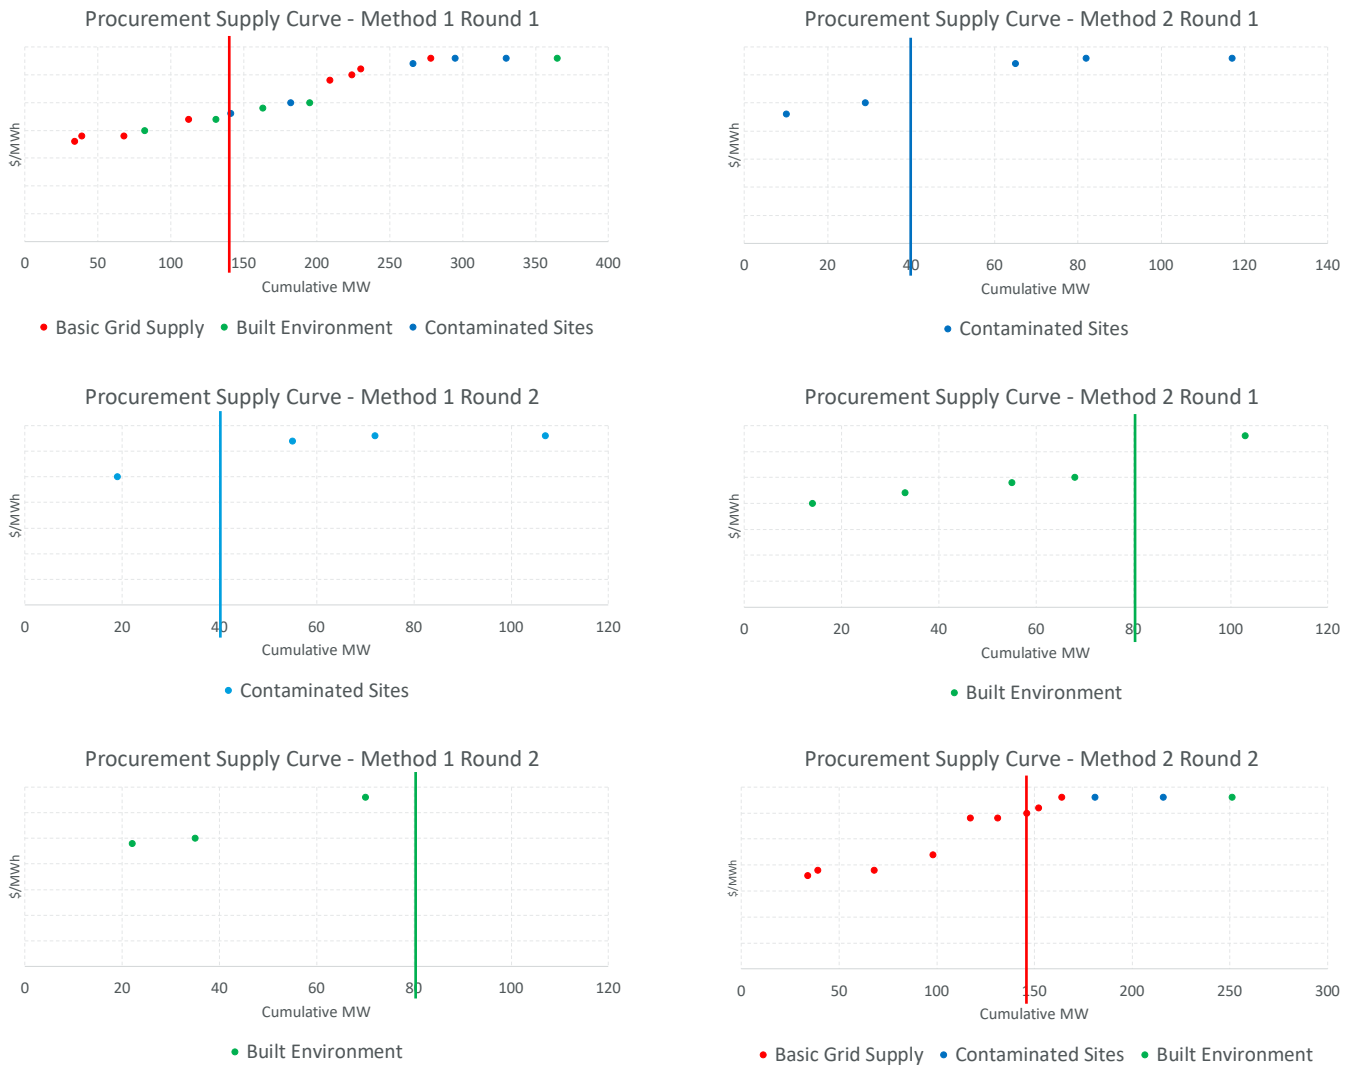 Procurement Supply Curve - Method 1 Round 1
$/MWh
0 50 100 150 200 250 300 350 400
Cumulative MW
Basic Grid Supply Built Environment Contaminated Sites
Procurement Supply Curve - Method 2 Round 1
$/MWh
0 20 40 60 80 100 120 140
Cumulative MW
Contaminated Sites
Procurement Supply Curve - Method 1 Round 2
$/MWh
0 20 40 60 80 100 120
Cumulative MW
Contaminated Sites
Procurement Supply Curve - Method 2 Round 1
$/MWh
0 20 40 60 80 100 120
Cumulative MW
Built Environment
Procurement Supply Curve - Method 1 Round 2
$/MWh
0 20 40 60 80 100 120
Cumulative MW
Built Environment
Procurement Supply Curve - Method 2 Round 2
$/MWh
0 50 100 150 200 250 300
Cumulative MW
Basic Grid Supply Contaminated Sites Built Environment